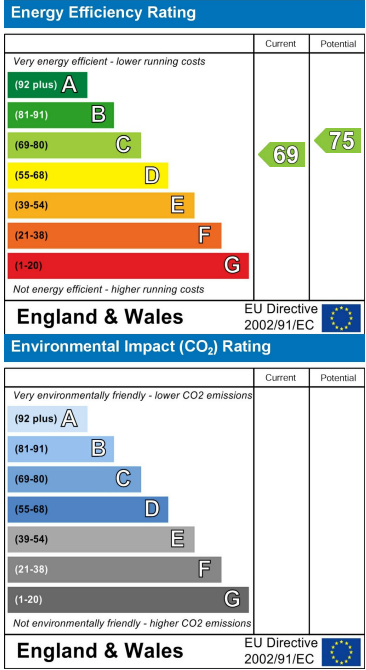 Energy Efficiency Rating
Current Potential
Very energy efficient - lower running costs
(92 plus) A
(81-91) B
(69-80) C
(55-68) D
(39-54) E
(21-38) F
(1-20) G
69 75
Not energy efficient - higher running costs
England & Wales
EU Directive
2002/91/EC
Environmental Impact (CO₂) Rating
Current Potential
Very environmentally friendly - lower CO2 emissions
(92 plus) A
(81-91) B
(69-80) C
(55-68) D
(39-54) E
(21-38) F
(1-20) G
Not environmentally friendly - higher CO2 emissions
England & Wales
EU Directive
2002/91/EC